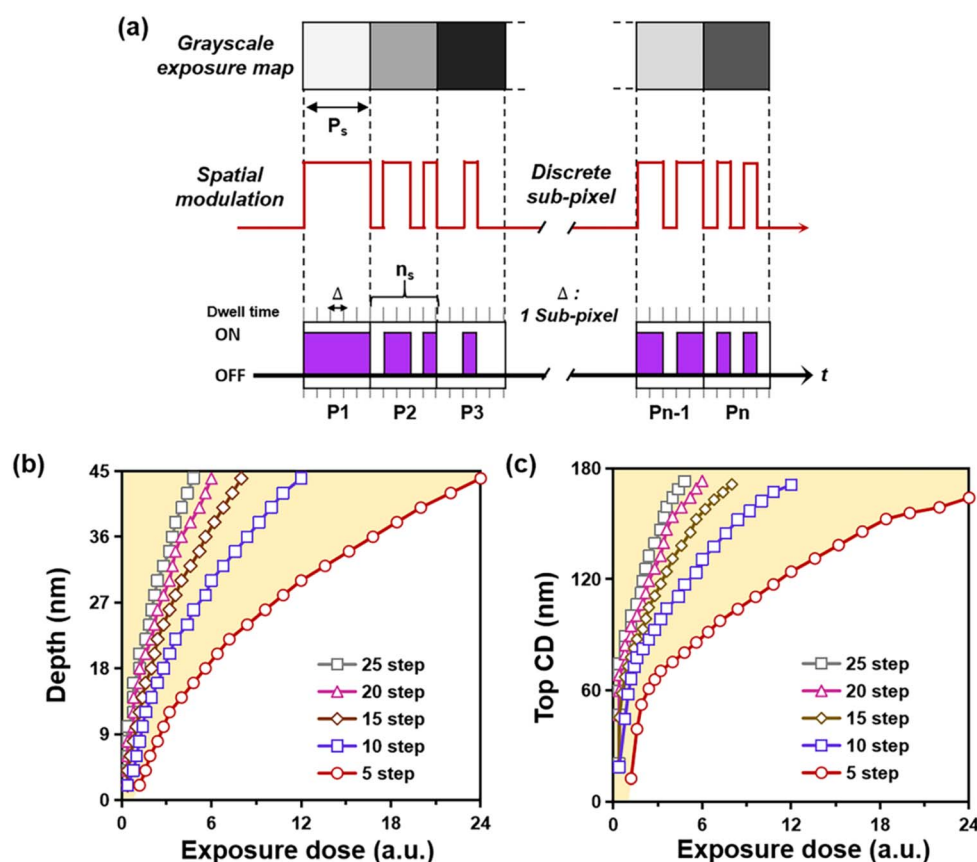 (a)
Grayscale
exposure map
Pₛ
Spatial
modulation
Discrete
sub-pixel
nₛ
Δ
Δ :
1 Sub-pixel
Dwell time
ON
OFF
t
P1 P2 P3 Pn-1 Pn
(b)
45
36
27
18
9
0
Depth (nm)
25 step
20 step
15 step
10 step
5 step
0 6 12 18 24
Exposure dose (a.u.)
(c)
180
120
60
0
Top CD (nm)
25 step
20 step
15 step
10 step
5 step
0 6 12 18 24
Exposure dose (a.u.)